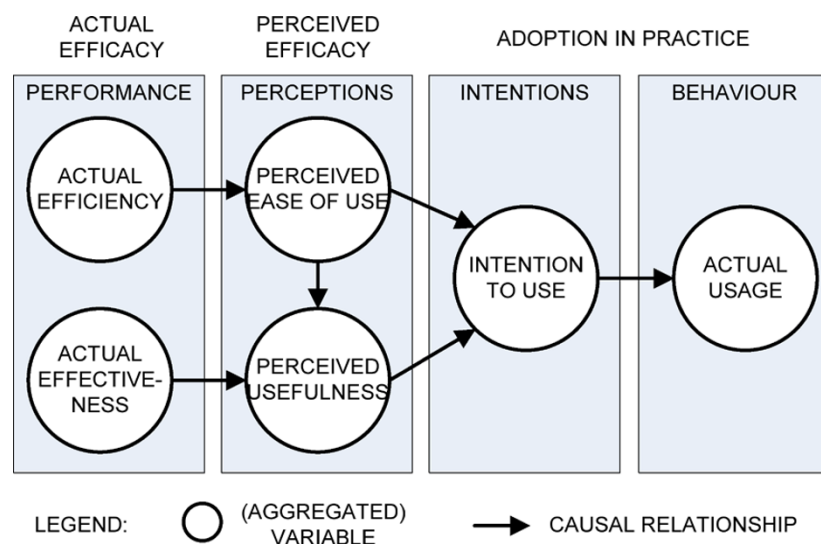 ACTUAL
EFFICACY
PERCEIVED
EFFICACY
ADOPTION IN PRACTICE
PERFORMANCE
PERCEPTIONS
INTENTIONS
BEHAVIOUR
ACTUAL
EFFICIENCY
PERCEIVED
EASE OF USE
INTENTION
TO USE
ACTUAL
USAGE
ACTUAL
EFFECTIVE-
NESS
PERCEIVED
USEFULNESS
LEGEND:
(AGGREGATED)
VARIABLE
CAUSAL RELATIONSHIP